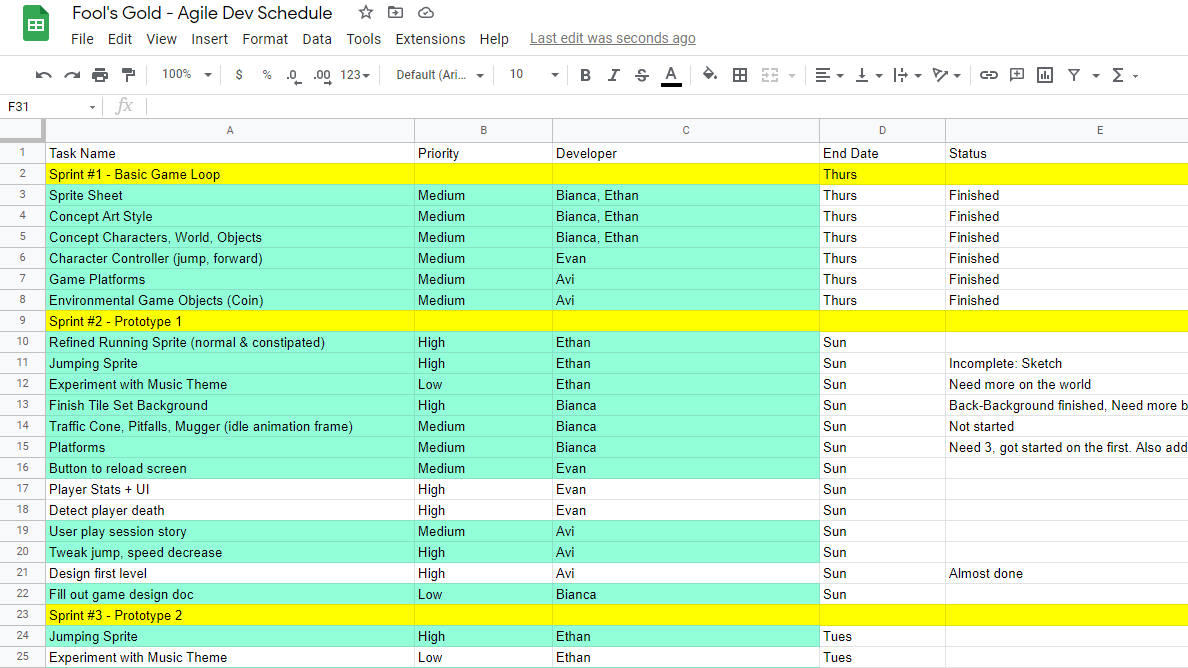 Fool's Gold - Agile Dev Schedule
File Edit View Insert Format Data Tools Extensions Help Last edit was seconds ago
100% $ % .0 .00 123 Default (Ari... 10 B I S A
F31 fx
A B C D E
1 Task Name Priority Developer End Date Status
2 Sprint #1 - Basic Game Loop Thurs
3 Sprite Sheet Medium Bianca, Ethan Thurs Finished
4 Concept Art Style Medium Bianca, Ethan Thurs Finished
5 Concept Characters, World, Objects Medium Bianca, Ethan Thurs Finished
6 Character Controller (jump, forward) Medium Evan Thurs Finished
7 Game Platforms Medium Avi Thurs Finished
8 Environmental Game Objects (Coin) Medium Avi Thurs Finished
9 Sprint #2 - Prototype 1
10 Refined Running Sprite (normal & constipated) High Ethan Sun
11 Jumping Sprite High Ethan Sun Incomplete: Sketch
12 Experiment with Music Theme Low Ethan Sun Need more on the world
13 Finish Tile Set Background High Bianca Sun Back-Background finished, Need more b
14 Traffic Cone, Pitfalls, Mugger (idle animation frame) Medium Bianca Sun Not started
15 Platforms Medium Bianca Sun Need 3, got started on the first. Also add
16 Button to reload screen Medium Evan Sun
17 Player Stats + UI High Evan Sun
18 Detect player death High Evan Sun
19 User play session story Medium Avi Sun
20 Tweak jump, speed decrease High Avi Sun
21 Design first level High Avi Sun Almost done
22 Fill out game design doc Low Bianca Sun
23 Sprint #3 - Prototype 2
24 Jumping Sprite High Ethan Tues
25 Experiment with Music Theme Low Ethan Tues